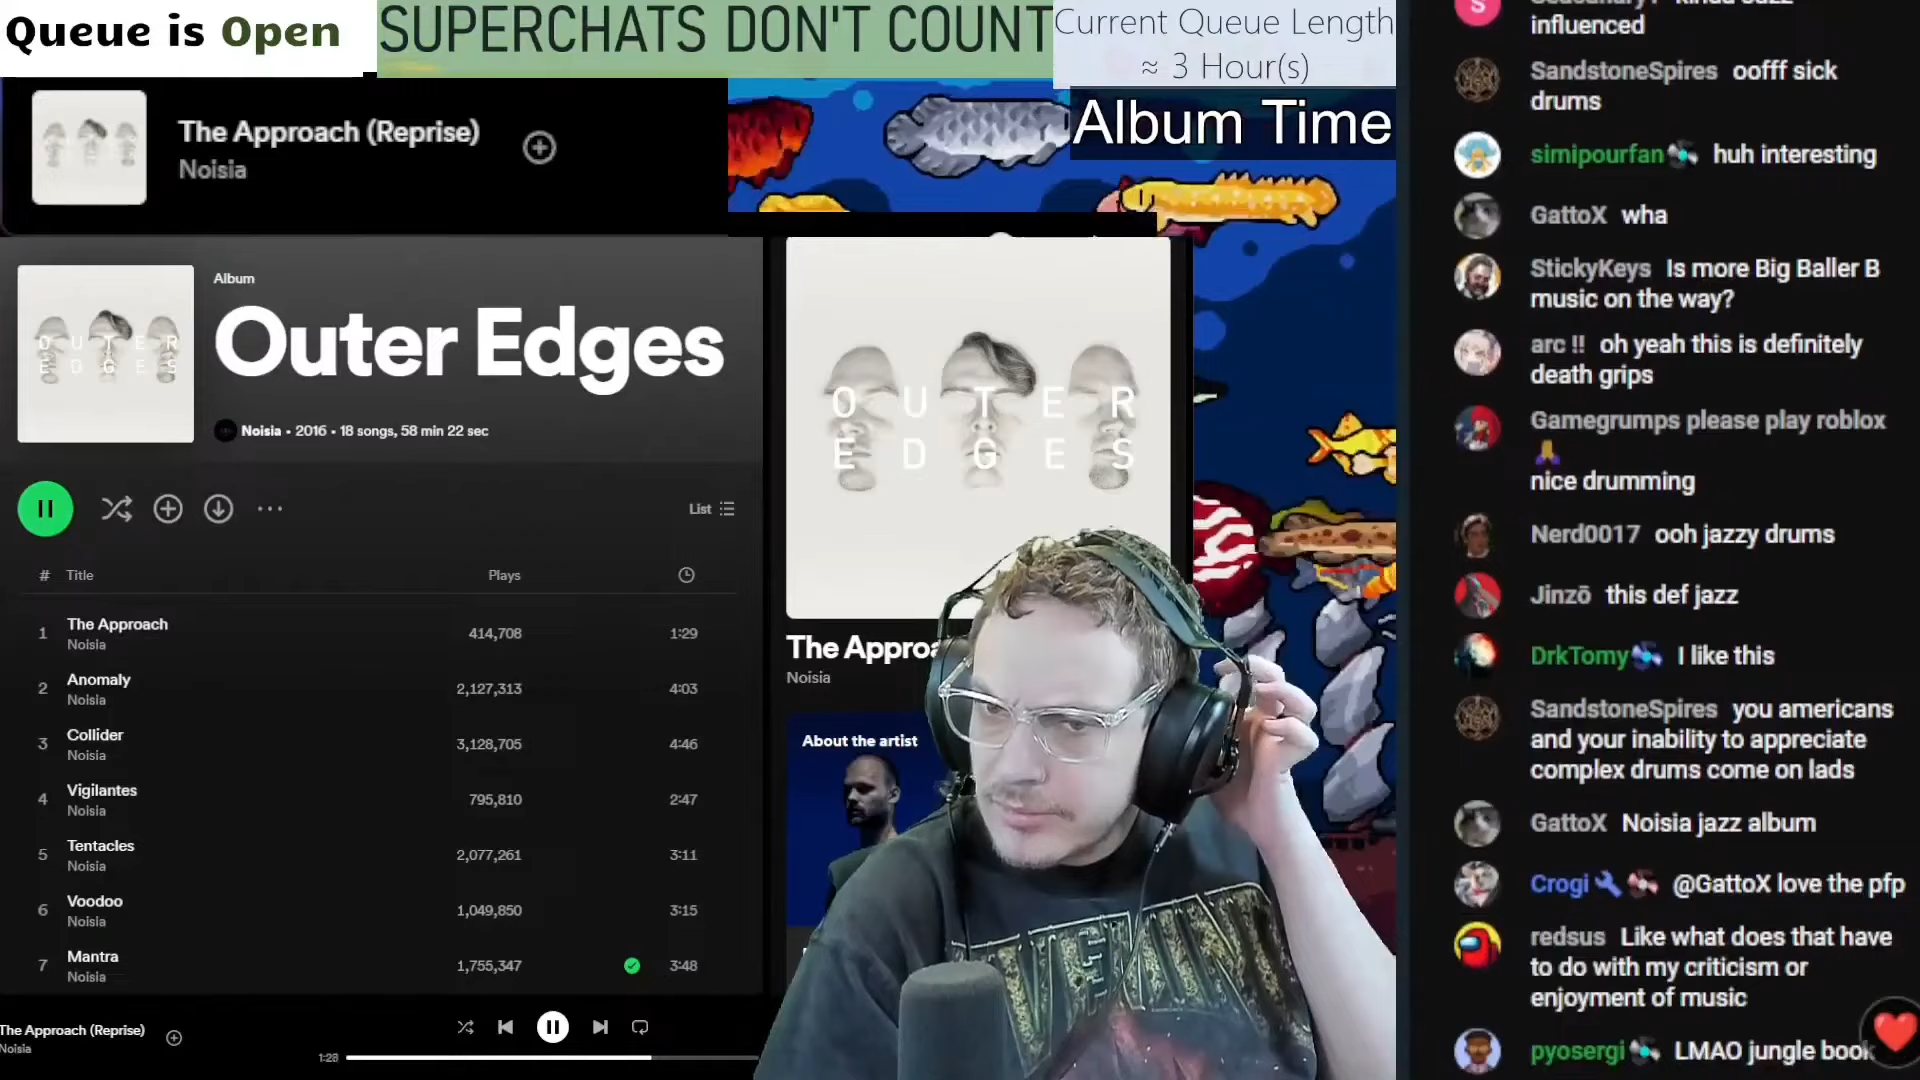 Queue is Open
SUPERCHATS DON'T COUNT
Current Queue Length
≈ 3 Hour(s)
Album Time
The Approach (Reprise)
Noisia
Album
Outer Edges
Noisia • 2016 • 18 songs, 58 min 22 sec
List
# Title Plays
1 The Approach 414,708 1:29
Noisia
2 Anomaly 2,127,313 4:03
Noisia
3 Collider 3,128,705 4:46
Noisia
4 Vigilantes 795,810 2:47
Noisia
5 Tentacles 2,077,261 3:11
Noisia
6 Voodoo 1,049,850 3:15
Noisia
7 Mantra 1,755,347 3:48
Noisia
The Approach (Reprise)
Noisia
1:28
OUTER
EDGES
OUTER
EDGES
The Approa
Noisia
About the artist
influenced
SandstoneSpires oofff sick
drums
simipourfan huh interesting
GattoX wha
StickyKeys Is more Big Baller B
music on the way?
arc !! oh yeah this is definitely
death grips
Gamegrumps please play roblox
🙏
nice drumming
Nerd0017 ooh jazzy drums
Jinzō this def jazz
DrkTomy I like this
SandstoneSpires you americans
and your inability to appreciate
complex drums come on lads
GattoX Noisia jazz album
Crogi @GattoX love the pfp
redsus Like what does that have
to do with my criticism or
enjoyment of music
pyosergi LMAO jungle book